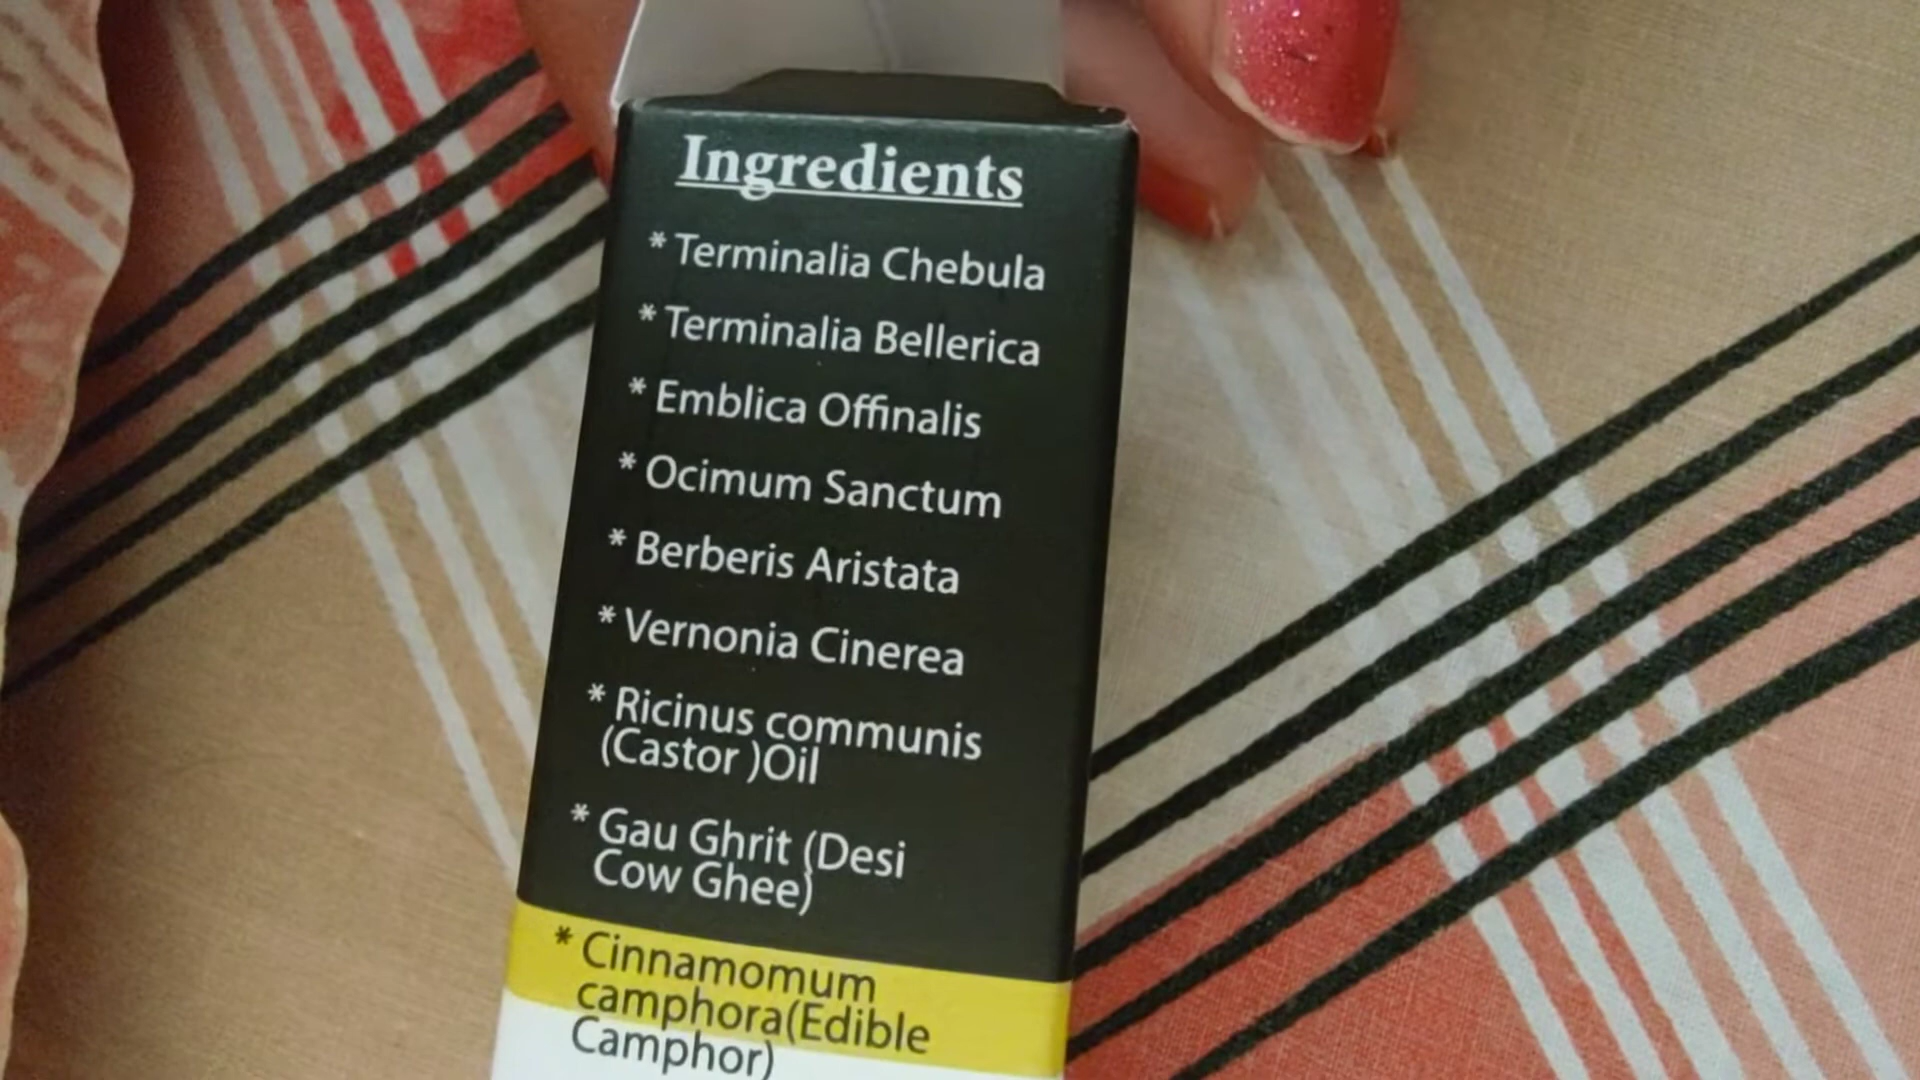 Ingredients
* Terminalia Chebula
* Terminalia Bellerica
* Emblica Offinalis
* Ocimum Sanctum
* Berberis Aristata
* Vernonia Cinerea
* Ricinus communis
(Castor )Oil
* Gau Ghrit (Desi
Cow Ghee)
* Cinnamomum
camphora(Edible
Camphor)